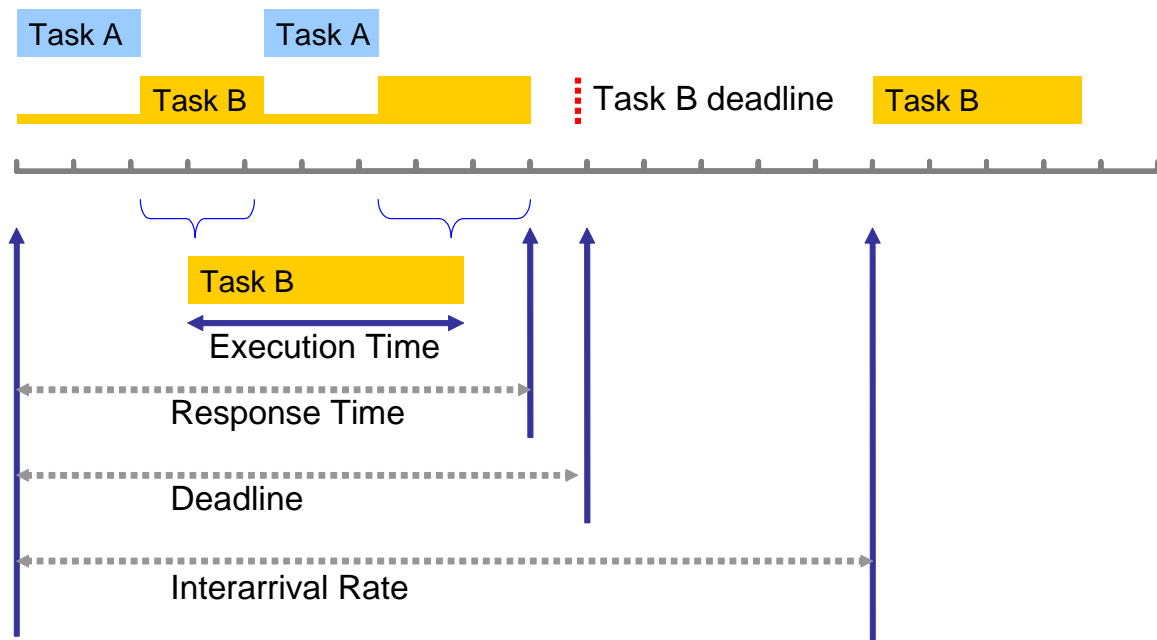 Task A
Task A
Task B
Task B deadline
Task B
Task B
Execution Time
Response Time
Deadline
Interarrival Rate